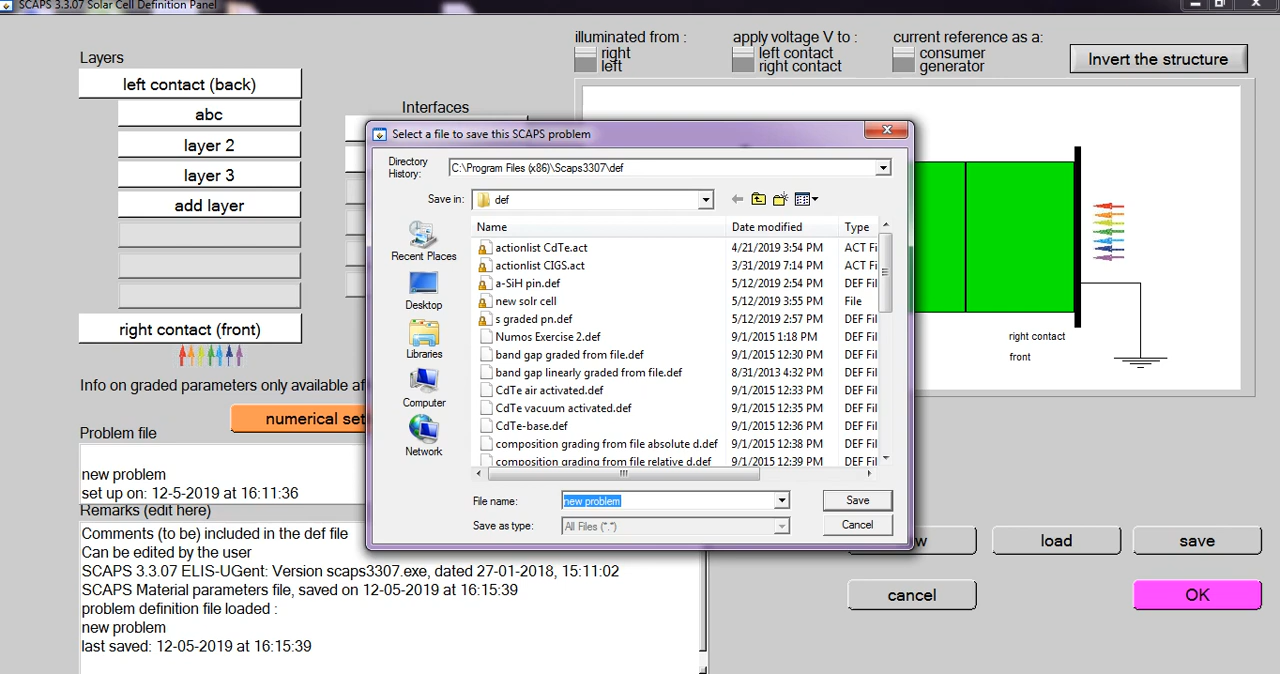 SCAPS 3.3.07 Solar Cell Definition Panel
illuminated from :
right
left
apply voltage V to :
left contact
right contact
current reference as a:
consumer
generator
Invert the structure
Layers
left contact (back)
abc
layer 2
layer 3
add layer
right contact (front)
Interfaces
Info on graded parameters only available af
numerical set
Problem file
new problem
set up on: 12-5-2019 at 16:11:36
Remarks (edit here)
Comments (to be) included in the def file
Can be edited by the user
SCAPS 3.3.07 ELIS-UGent: Version scaps3307.exe, dated 27-01-2018, 15:11:02
SCAPS Material parameters file, saved on 12-05-2019 at 16:15:39
problem definition file loaded :
new problem
last saved: 12-05-2019 at 16:15:39
Select a file to save this SCAPS problem
Directory History: C:\Program Files (x86)\Scaps3307\def
Save in: def
Recent Places
Desktop
Libraries
Computer
Network
Name Date modified Type
actionlist CdTe.act 4/21/2019 3:54 PM ACT Fi
actionlist CIGS.act 3/31/2019 7:14 PM ACT Fi
a-SiH pin.def 5/12/2019 2:54 PM DEF Fil
new solr cell 5/12/2019 3:55 PM File
s graded pn.def 5/12/2019 2:57 PM DEF Fil
Numos Exercise 2.def 9/1/2015 1:18 PM DEF Fil
band gap graded from file.def 9/1/2015 12:30 PM DEF Fil
band gap linearly graded from file.def 8/31/2013 4:32 PM DEF Fil
CdTe air activated.def 9/1/2015 12:33 PM DEF Fil
CdTe vacuum activated.def 9/1/2015 12:35 PM DEF Fil
CdTe-base.def 9/1/2015 12:36 PM DEF Fil
composition grading from file absolute d.def 9/1/2015 12:38 PM DEF Fil
composition grading from file relative d.def 9/1/2015 12:39 PM DEF Fil
File name: new problem
Save
Save as type: All Files (*.*)
Cancel
right contact
front
w
load
save
cancel
OK